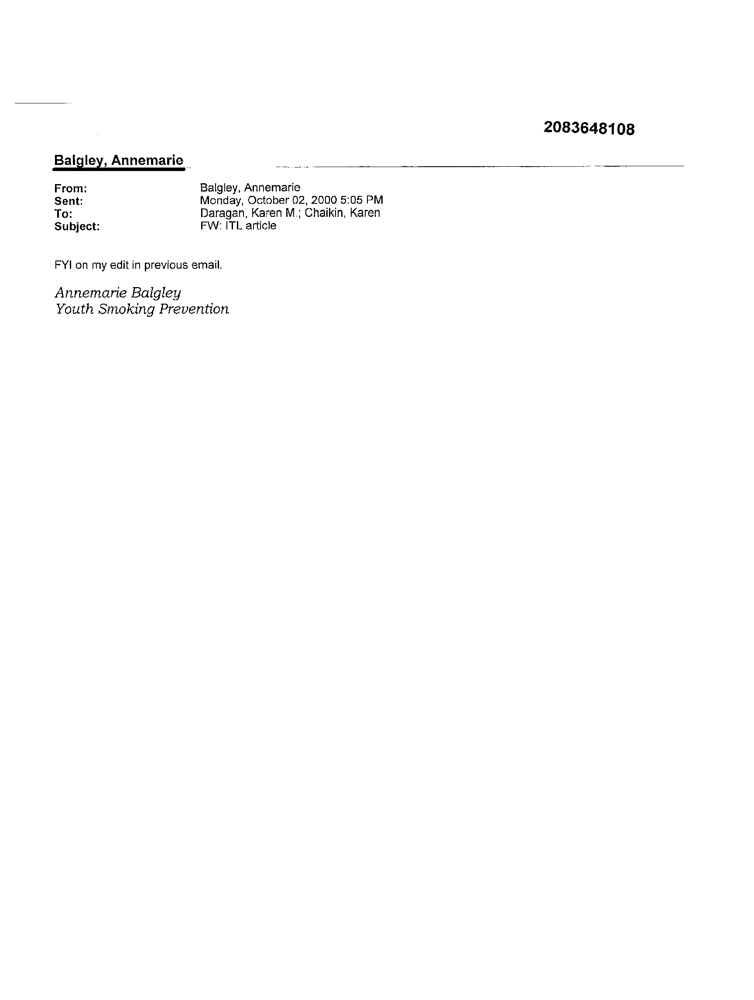 2083648108
Balgley, Annemarie
From: Balgley, Annemarie
Sent: Monday, October 02, 2000 5:05 PM
To: Daragan, Karen M.; Chaikin, Karen
Subject: FW: ITL article
FYI on my edit in previous email.
Annemarie Balgley
Youth Smoking Prevention